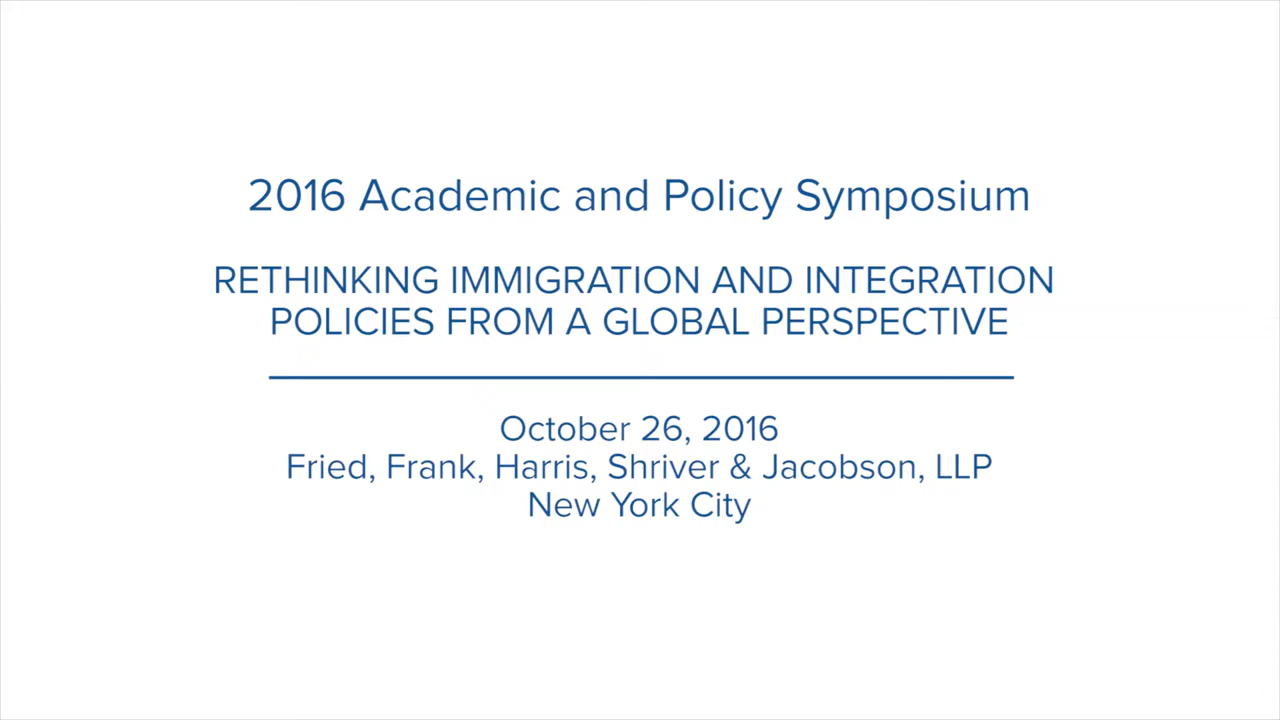 2016 Academic and Policy Symposium
RETHINKING IMMIGRATION AND INTEGRATION
POLICIES FROM A GLOBAL PERSPECTIVE
October 26, 2016
Fried, Frank, Harris, Shriver & Jacobson, LLP
New York City